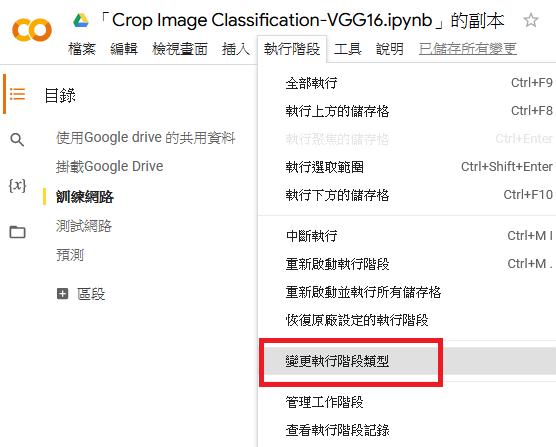 「Crop Image Classification-VGG16.ipynb」的副本
檔案 編輯 檢視畫面 插入 執行階段 工具 說明 已儲存所有變更
目錄
使用Google drive 的共用資料
掛載Google Drive
訓練網路
測試網路
預測
區段
{x}
全部執行 Ctrl+F9
執行上方的儲存格 Ctrl+F8
執行聚焦的儲存格 Ctrl+Enter
執行選取範圍 Ctrl+Shift+Enter
執行下方的儲存格 Ctrl+F10
中斷執行 Ctrl+M I
重新啟動執行階段 Ctrl+M .
重新啟動並執行所有儲存格
恢復原廠設定的執行階段
變更執行階段類型
管理工作階段
查看執行階段記錄